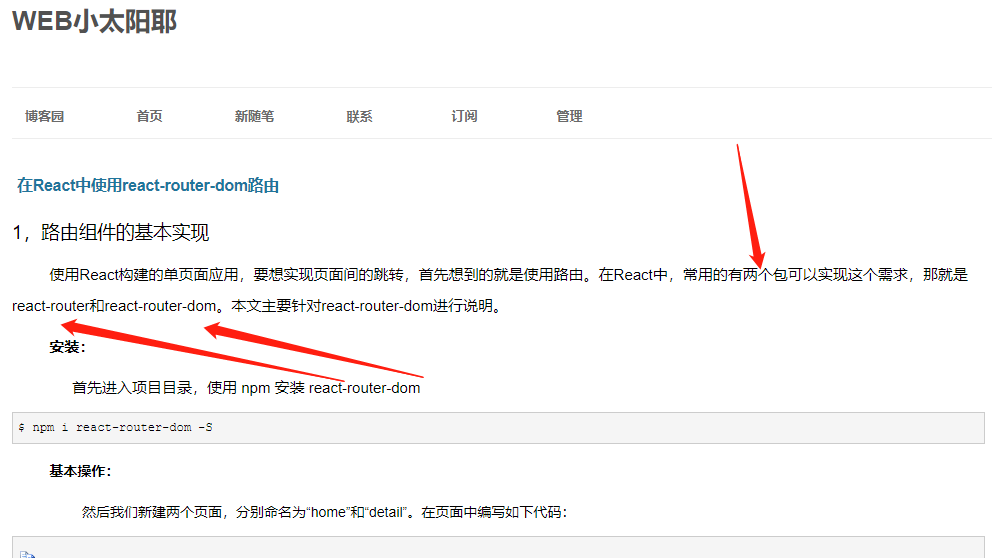 WEB小太阳耶
博客园 首页 新随笔 联系 订阅 管理
在React中使用react-router-dom路由
1，路由组件的基本实现
使用React构建的单页面应用，要想实现页面间的跳转，首先想到的就是使用路由。在React中，常用的有两个包可以实现这个需求，那就是
react-router和react-router-dom。本文主要针对react-router-dom进行说明。
安装：
首先进入项目目录，使用 npm 安装 react-router-dom
$ npm i react-router-dom -S
基本操作：
然后我们新建两个页面，分别命名为“home”和“detail”。在页面中编写如下代码：